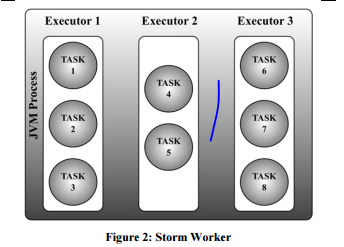 Executor 1 Executor 2 Executor 3
JVM Process
TASK
1
TASK
2
TASK
3
TASK
4
TASK
5
TASK
6
TASK
7
TASK
8
Figure 2: Storm Worker